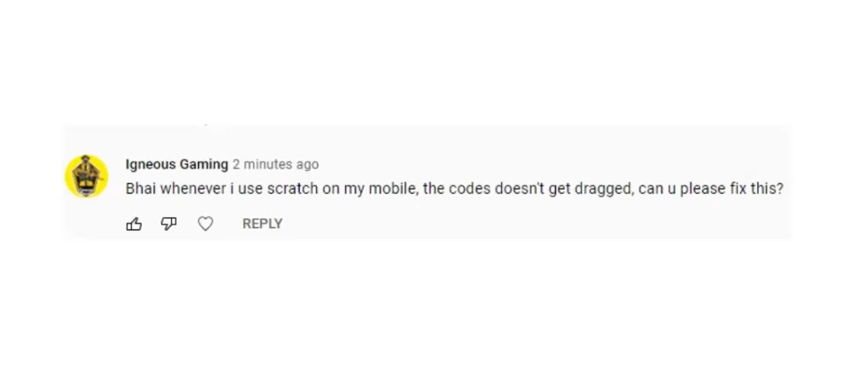 Igneous Gaming 2 minutes ago
Bhai whenever i use scratch on my mobile, the codes doesn't get dragged, can u please fix this?
REPLY